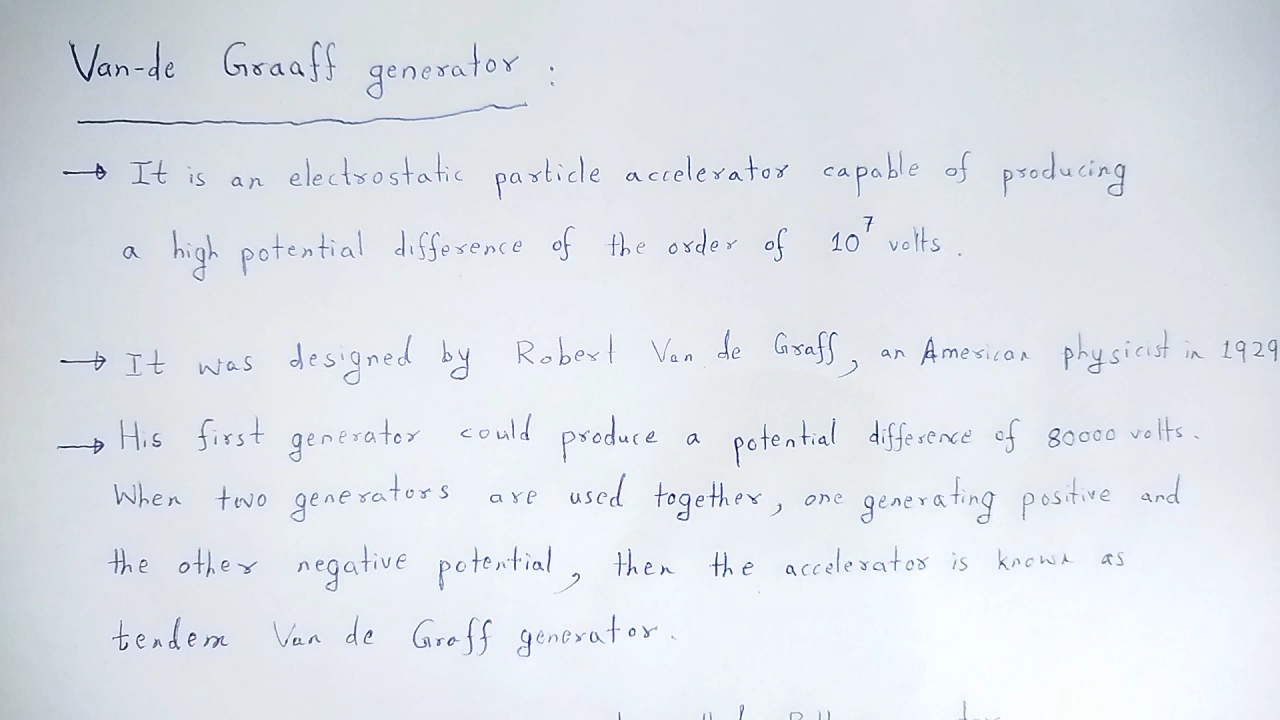 Van-de Graaff generator :
→ It is an electrostatic particle accelerator capable of producing
a high potential difference of the order of 10⁷ volts.
→ It was designed by Robert Van de Graff, an American physicist in 1929
→ His first generator could produce a potential difference of 80000 volts.
When two generators are used together, one generating positive and
the other negative potential, then the accelerator is known as
tendem Van de Graff generator.